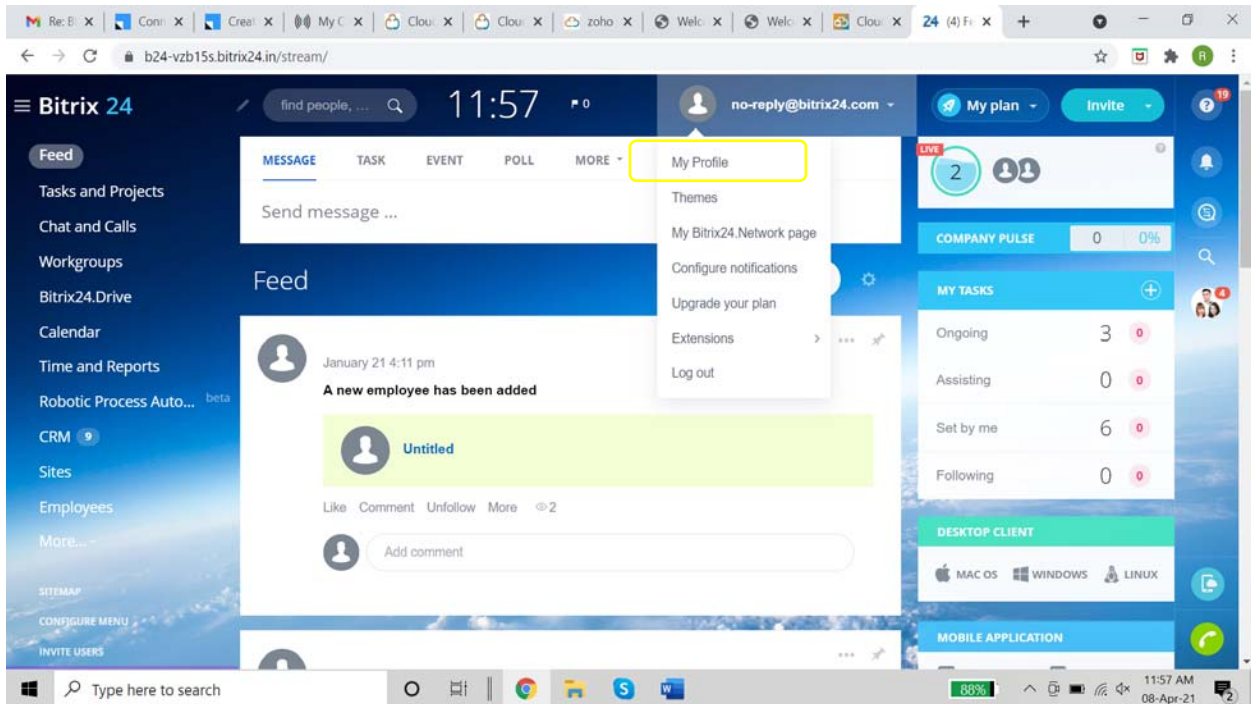 Re: B
Conn
Creat
My C
Clou
Clou
zoho
Welc
Welc
Clou
24 (4) F
b24-vzb15s.bitrix24.in/stream/
R
Bitrix 24
find people, ...
11:57
0
no-reply@bitrix24.com
My plan
Invite
19
Feed
Tasks and Projects
Chat and Calls
Workgroups
Bitrix24.Drive
Calendar
Time and Reports
Robotic Process Auto... beta
CRM 9
Sites
Employees
More...
SITEMAP
CONFIGURE MENU
INVITE USERS
MESSAGE TASK EVENT POLL MORE
Send message ...
Feed
My Profile
Themes
My Bitrix24.Network page
Configure notifications
Upgrade your plan
Extensions
Log out
January 21 4:11 pm
A new employee has been added
Untitled
Like Comment Unfollow More 2
Add comment
LIVE
2
COMPANY PULSE 0 0%
MY TASKS
Ongoing 3 0
Assisting 0 0
Set by me 6 0
Following 0 0
DESKTOP CLIENT
MAC OS WINDOWS LINUX
MOBILE APPLICATION
4
Type here to search
88%
11:57 AM
08-Apr-21
2